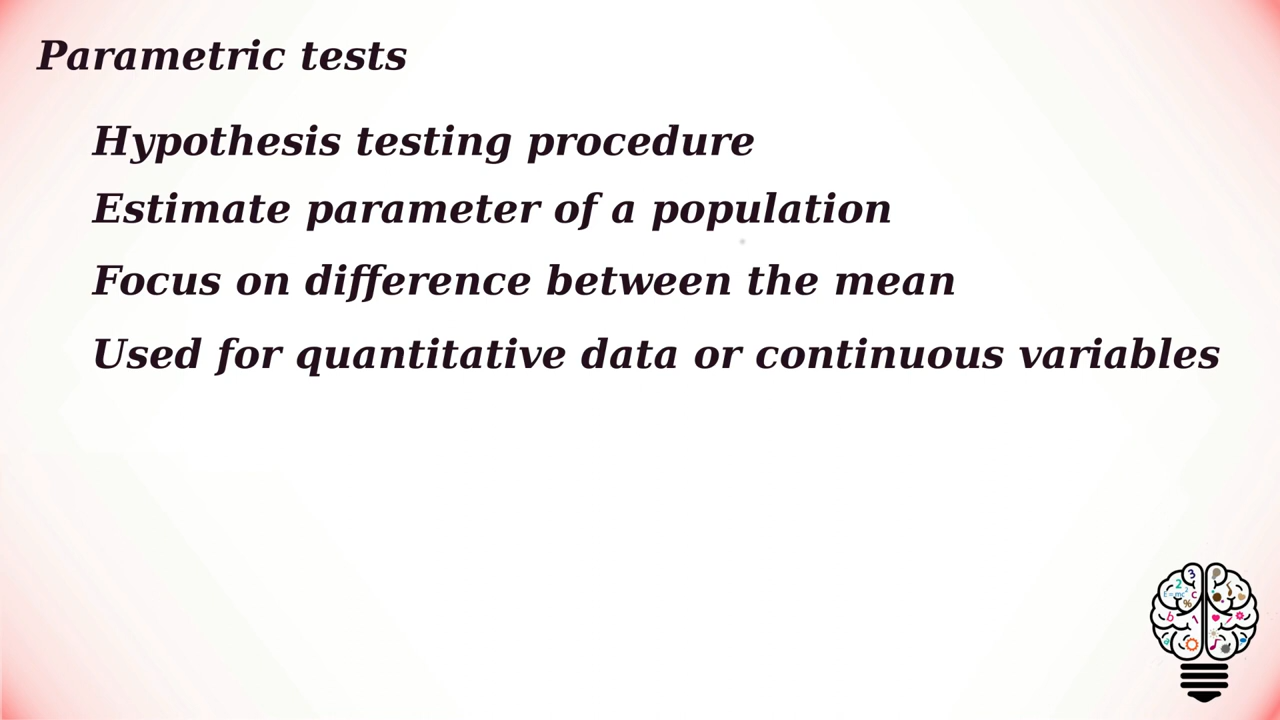 Parametric tests
Hypothesis testing procedure
Estimate parameter of a population
Focus on difference between the mean
Used for quantitative data or continuous variables